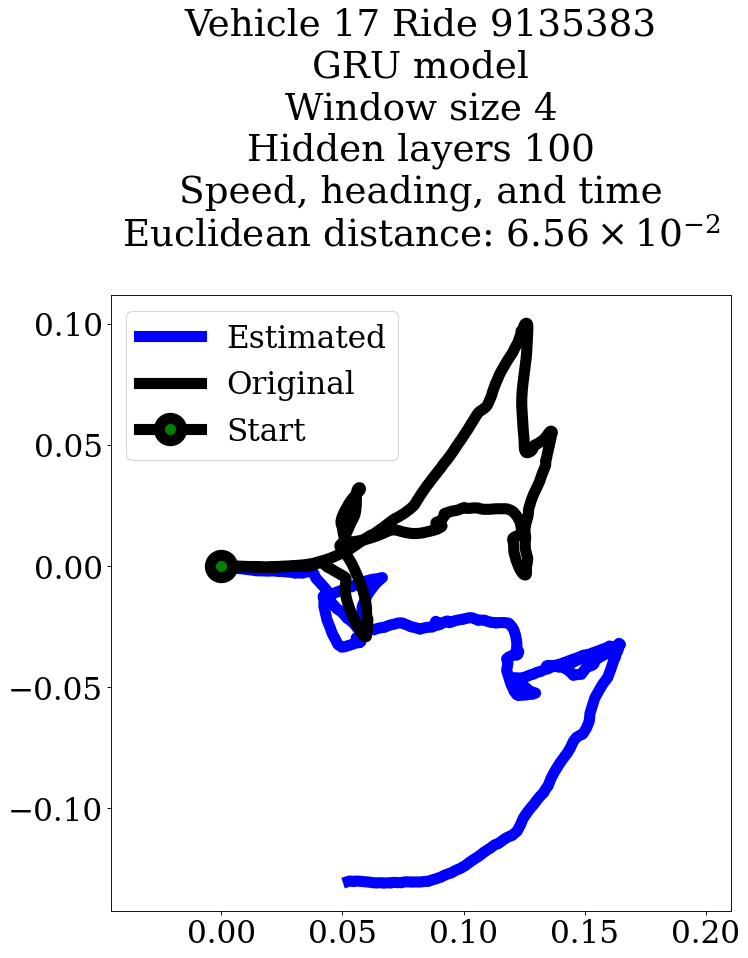 Vehicle 17 Ride 9135383
GRU model
Window size 4
Hidden layers 100
Speed, heading, and time
Euclidean distance: 6.56 × 10⁻²
Estimated
Original
Start
0.10
0.05
0.00
−0.05
−0.10
0.00 0.05 0.10 0.15 0.20